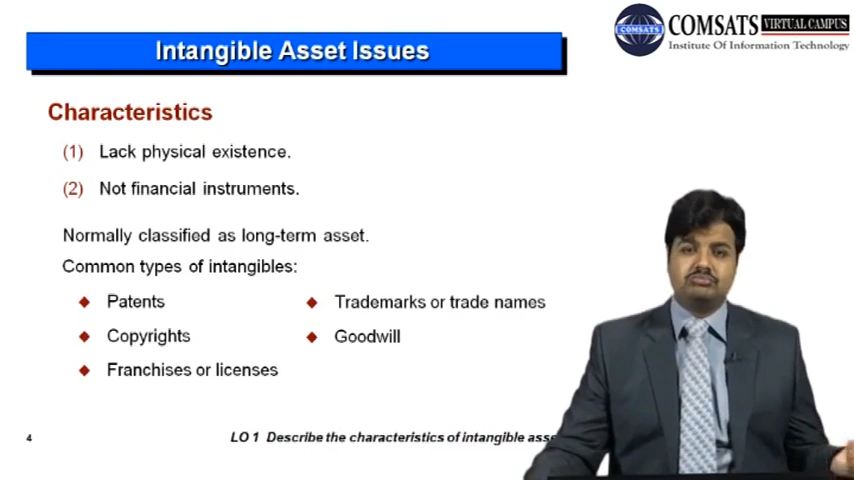 Intangible Asset Issues
COMSATS VIRTUAL CAMPUS
Institute Of Information Technology
COMSATS
Characteristics
(1) Lack physical existence.
(2) Not financial instruments.
Normally classified as long-term asset.
Common types of intangibles:
Patents
Copyrights
Franchises or licenses
Trademarks or trade names
Goodwill
4
LO 1 Describe the characteristics of intangible